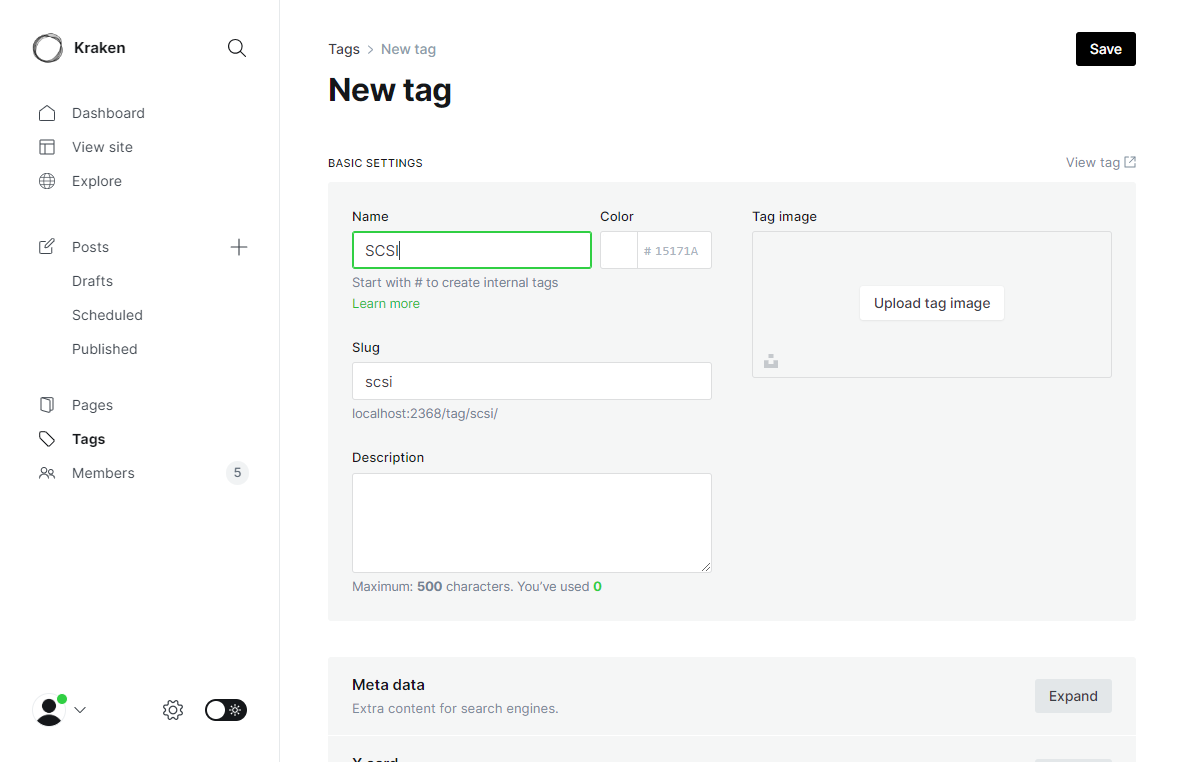 Kraken
Dashboard
View site
Explore
Posts
Drafts
Scheduled
Published
Pages
Tags
Members 5
Tags > New tag
Save
New tag
BASIC SETTINGS
View tag
Name
SCSI
Start with # to create internal tags
Learn more
Color
# 15171A
Tag image
Upload tag image
Slug
scsi
localhost:2368/tag/scsi/
Description
Maximum: 500 characters. You’ve used 0
Meta data
Extra content for search engines.
Expand
X card